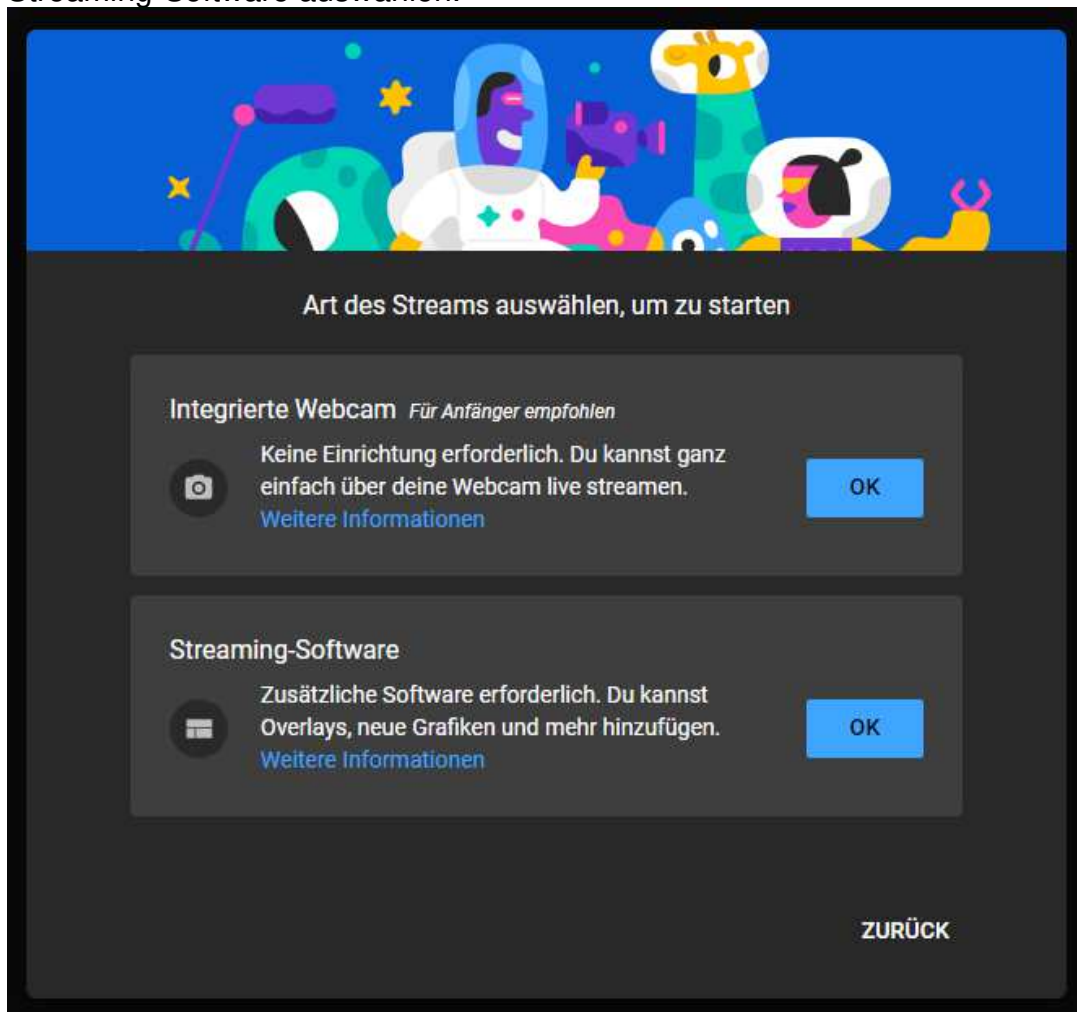 Streaming-Software auswählen.
Art des Streams auswählen, um zu starten
Integrierte Webcam Für Anfänger empfohlen
Keine Einrichtung erforderlich. Du kannst ganz
einfach über deine Webcam live streamen.
Weitere Informationen
OK
Streaming-Software
Zusätzliche Software erforderlich. Du kannst
Overlays, neue Grafiken und mehr hinzufügen.
Weitere Informationen
OK
ZURÜCK